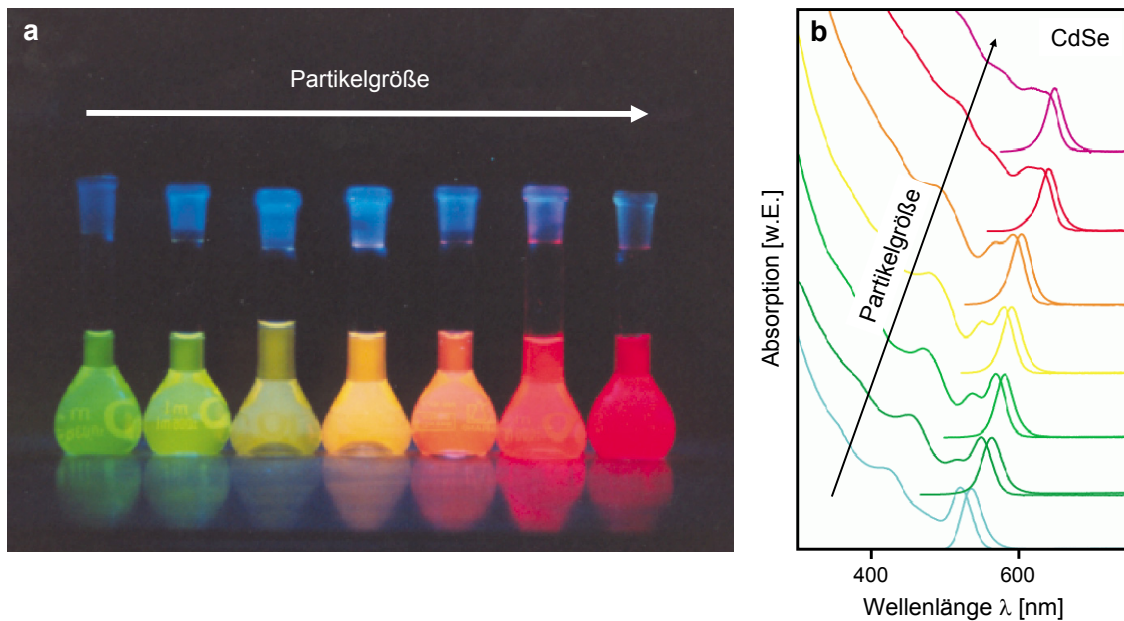 a
Partikelgröße
b
CdSe
Partikelgröße
Absorption [w.E.]
400
600
Wellenlänge λ [nm]